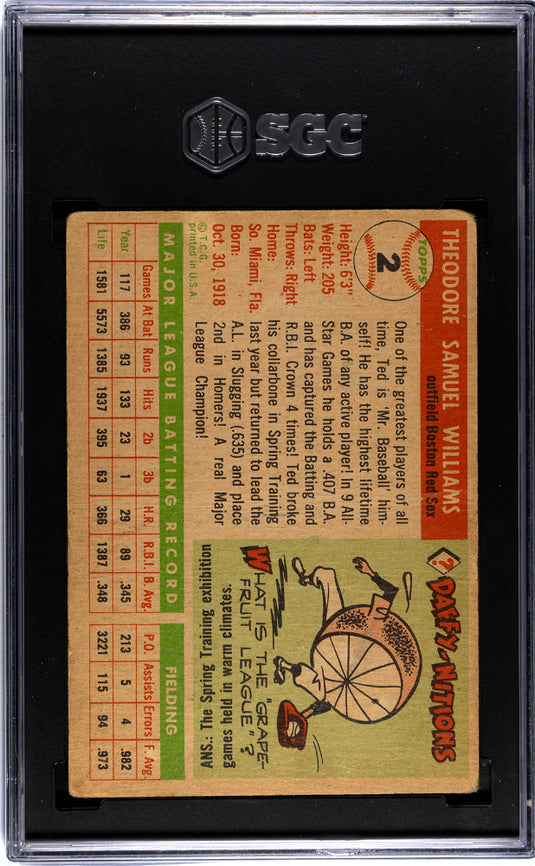 SGC
TOPPS
2
THEODORE SAMUEL WILLIAMS
outfield Boston Red Sox
Height: 6'3"
Weight: 205
Bats: Left
Throws: Right
Home:
So. Miami, Fla.
Born:
Oct. 30, 1918
© T.C.G.
printed in U.S.A.
One of the greatest players of all
time, Ted is 'Mr. Baseball' him-
self! He has the highest lifetime
B.A. of any active player! In 9 All-
Star Games he holds a .407 B.A.
and has captured the Batting and
R.B.I. Crown 4 times! Ted broke
his collarbone in Spring Training
last year but returned to lead the
A.L. in Slugging (.635) and place
2nd in Homers! A real Major
League Champion!
? DAFFY-NITIONS
WHAT IS THE "GRAPE-
FRUIT LEAGUE"?
ANS.: The Spring Training exhibition
games held in warm climates.
MAJOR LEAGUE BATTING RECORD FIELDING
Games At Bat Runs Hits 2b 3b H.R. R.B.I. B. Avg. P.O. Assists Errors F. Avg.
Year 117 386 93 133 23 1 29 89 .345 213 5 4 .982
Life 1581 5573 1385 1937 395 63 366 1387 .348 3221 115 94 .973